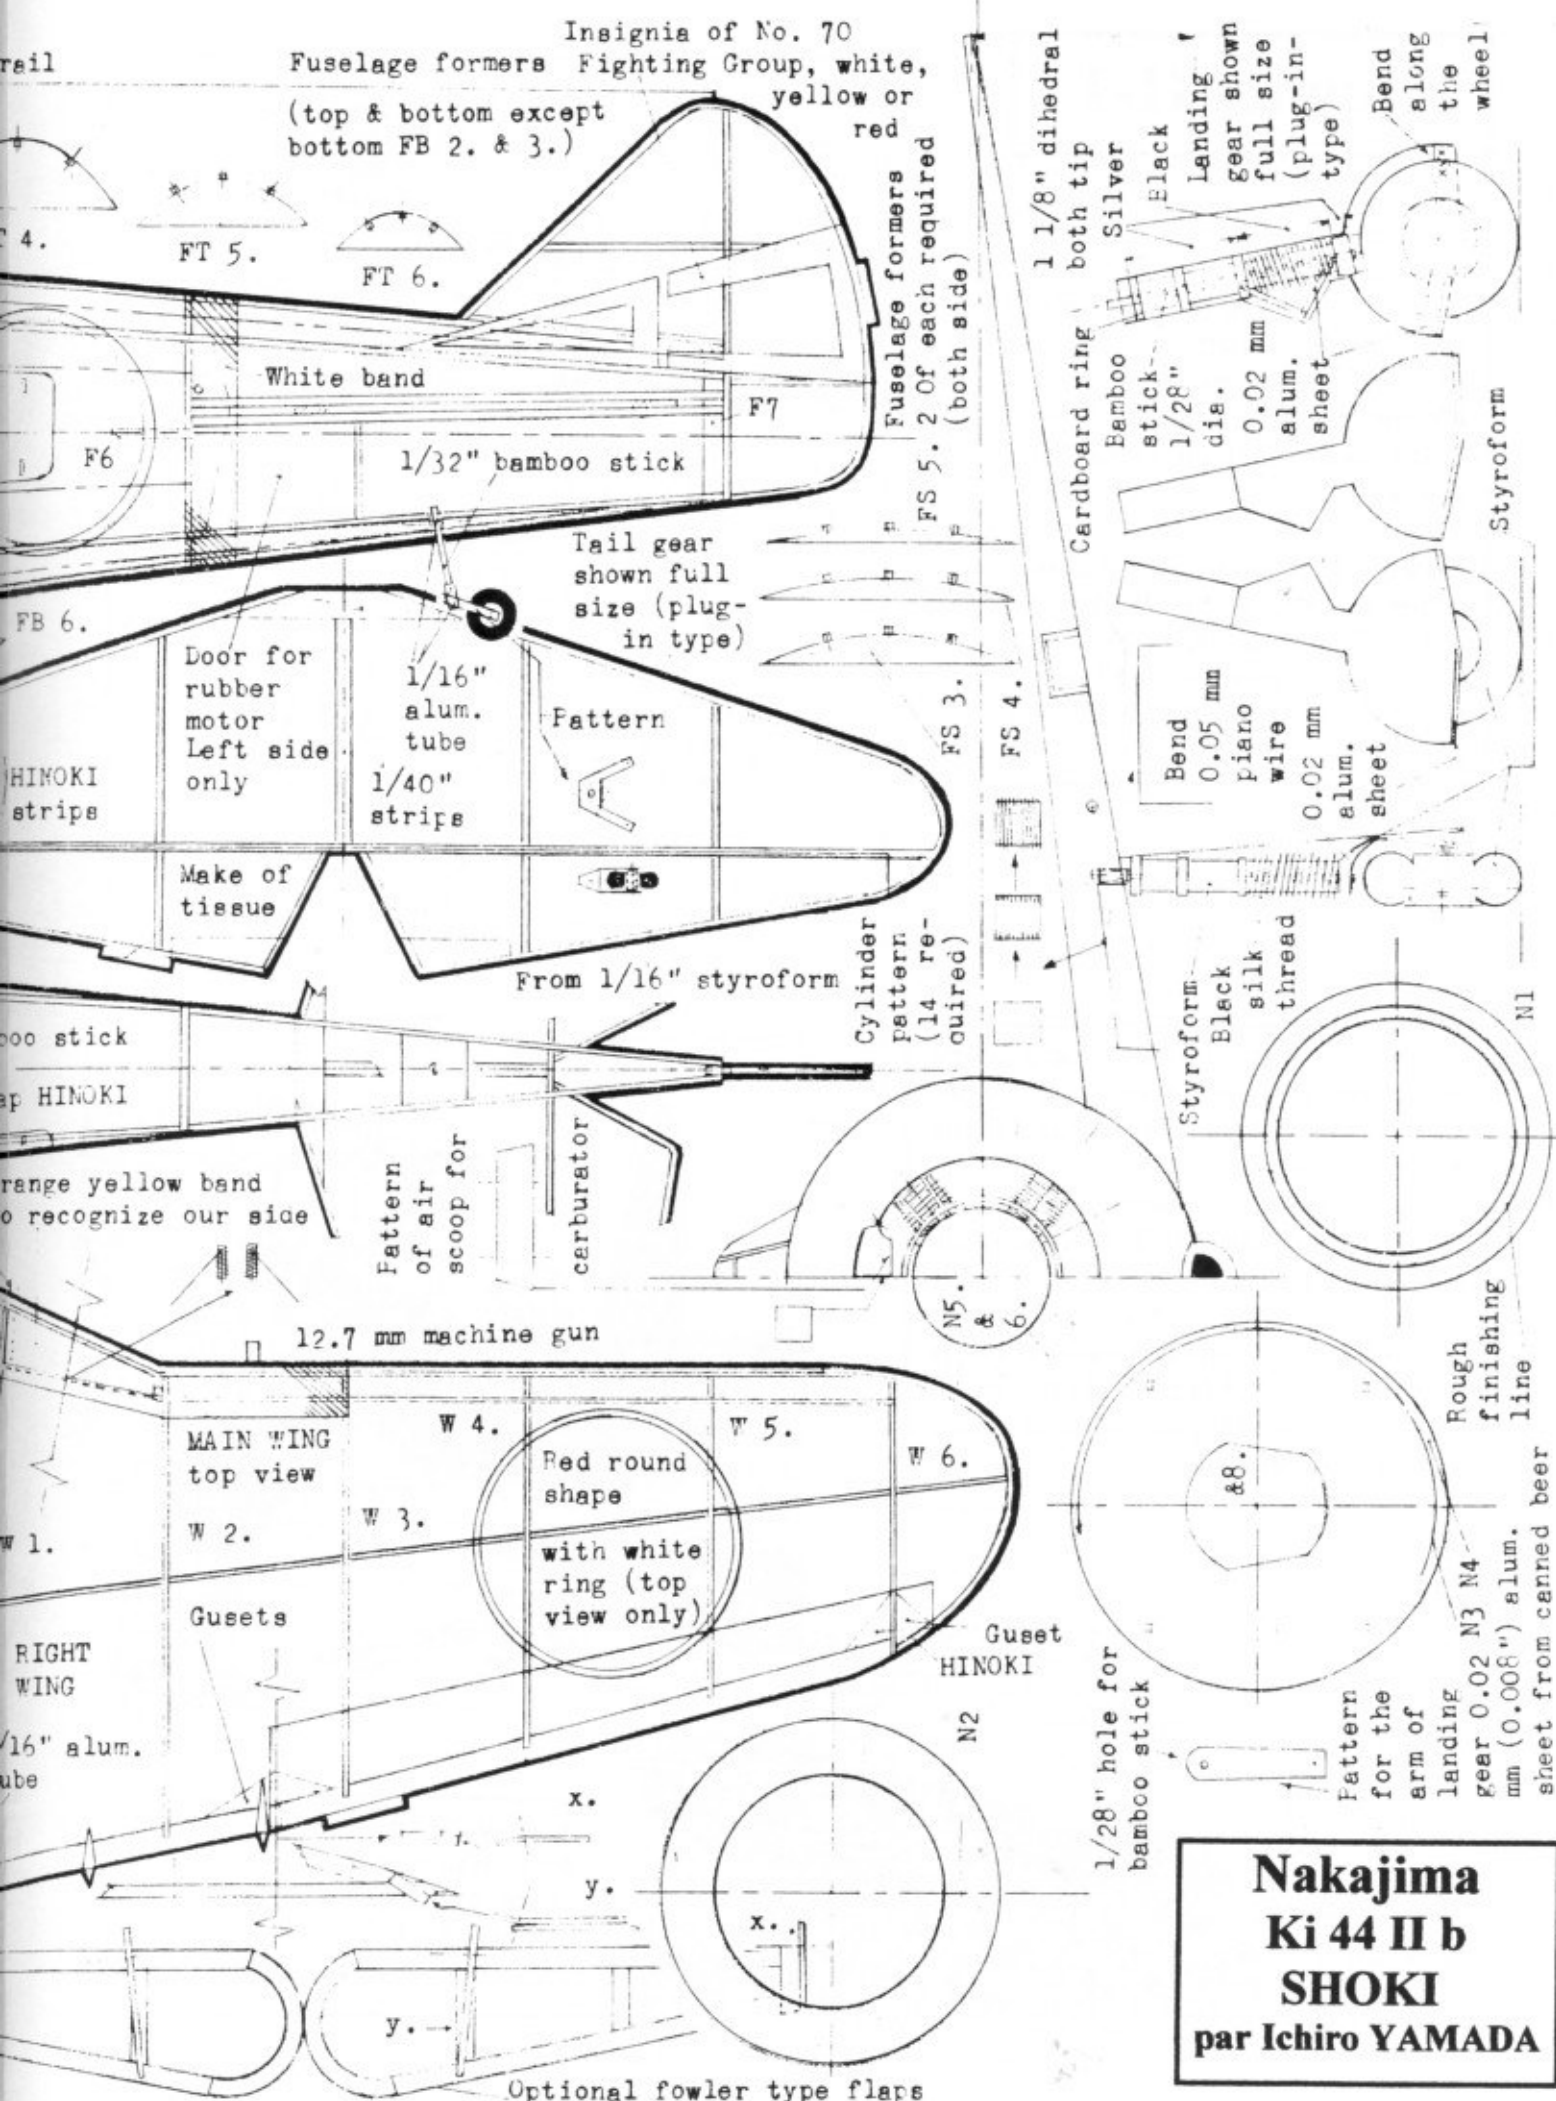 rail
Fuselage formers
(top & bottom except
bottom FB 2. & 3.)
Insignia of No. 70
Fighting Group, white,
yellow or
red
4.
FT 5.
FT 6.
White band
F6
F7
1/32" bamboo stick
Fuselage formers
FS 5. 2 Of each required
(both side)
FS 3.
FS 4.
Tail gear
shown full
size (plug-
in type)
FB 6.
Door for
rubber
motor
Left side
only
1/16"
alum.
tube
1/40"
strips
Pattern
HINOKI
strips
Make of
tissue
From 1/16" styroform
Cylinder
pattern
(14 re-
quired)
oo stick
ap HINOKI
range yellow band
o recognize our side
Pattern
of air
scoop for
carburator
12.7 mm machine gun
N5.
&
6.
MAIN WING
top view
W 1.
W 2.
W 3.
W 4.
W 5.
W 6.
Red round
shape
with white
ring (top
view only)
Gusets
RIGHT
WING
/16" alum.
ube
Guset
HINOKI
N2
x.
y.
x.
y.
Optional fowler type flaps
1 1/8" dihedral
both tip
Silver
Black
Landing
gear shown
full size
(plug-in-
type)
Bend
along
the
wheel
Cardboard ring
Bamboo
stick-
1/28"
dia.
0.02 mm
alum.
sheet
Styroform
Bend
0.05 mm
piano
wire
0.02 mm
alum.
sheet
Styroform
Black
silk
thread
N1
Rough
finishing
line
&8.
N3 N4
1/28" hole for
bamboo stick
Pattern
for the
arm of
landing
gear 0.02
mm (0.008") alum.
sheet from canned beer
Nakajima
Ki 44 II b
SHOKI
par Ichiro YAMADA